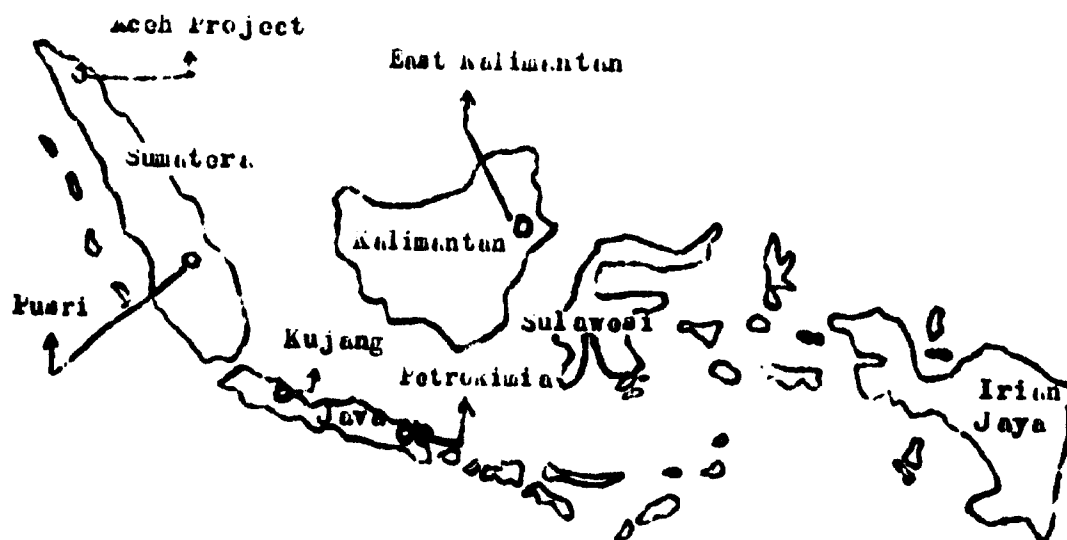 Aceh Project
East Kalimantan
Sumatera
Kalimantan
Pusri
Sulawesi
Kujang
Petrokimia
Java
Irian
Jaya